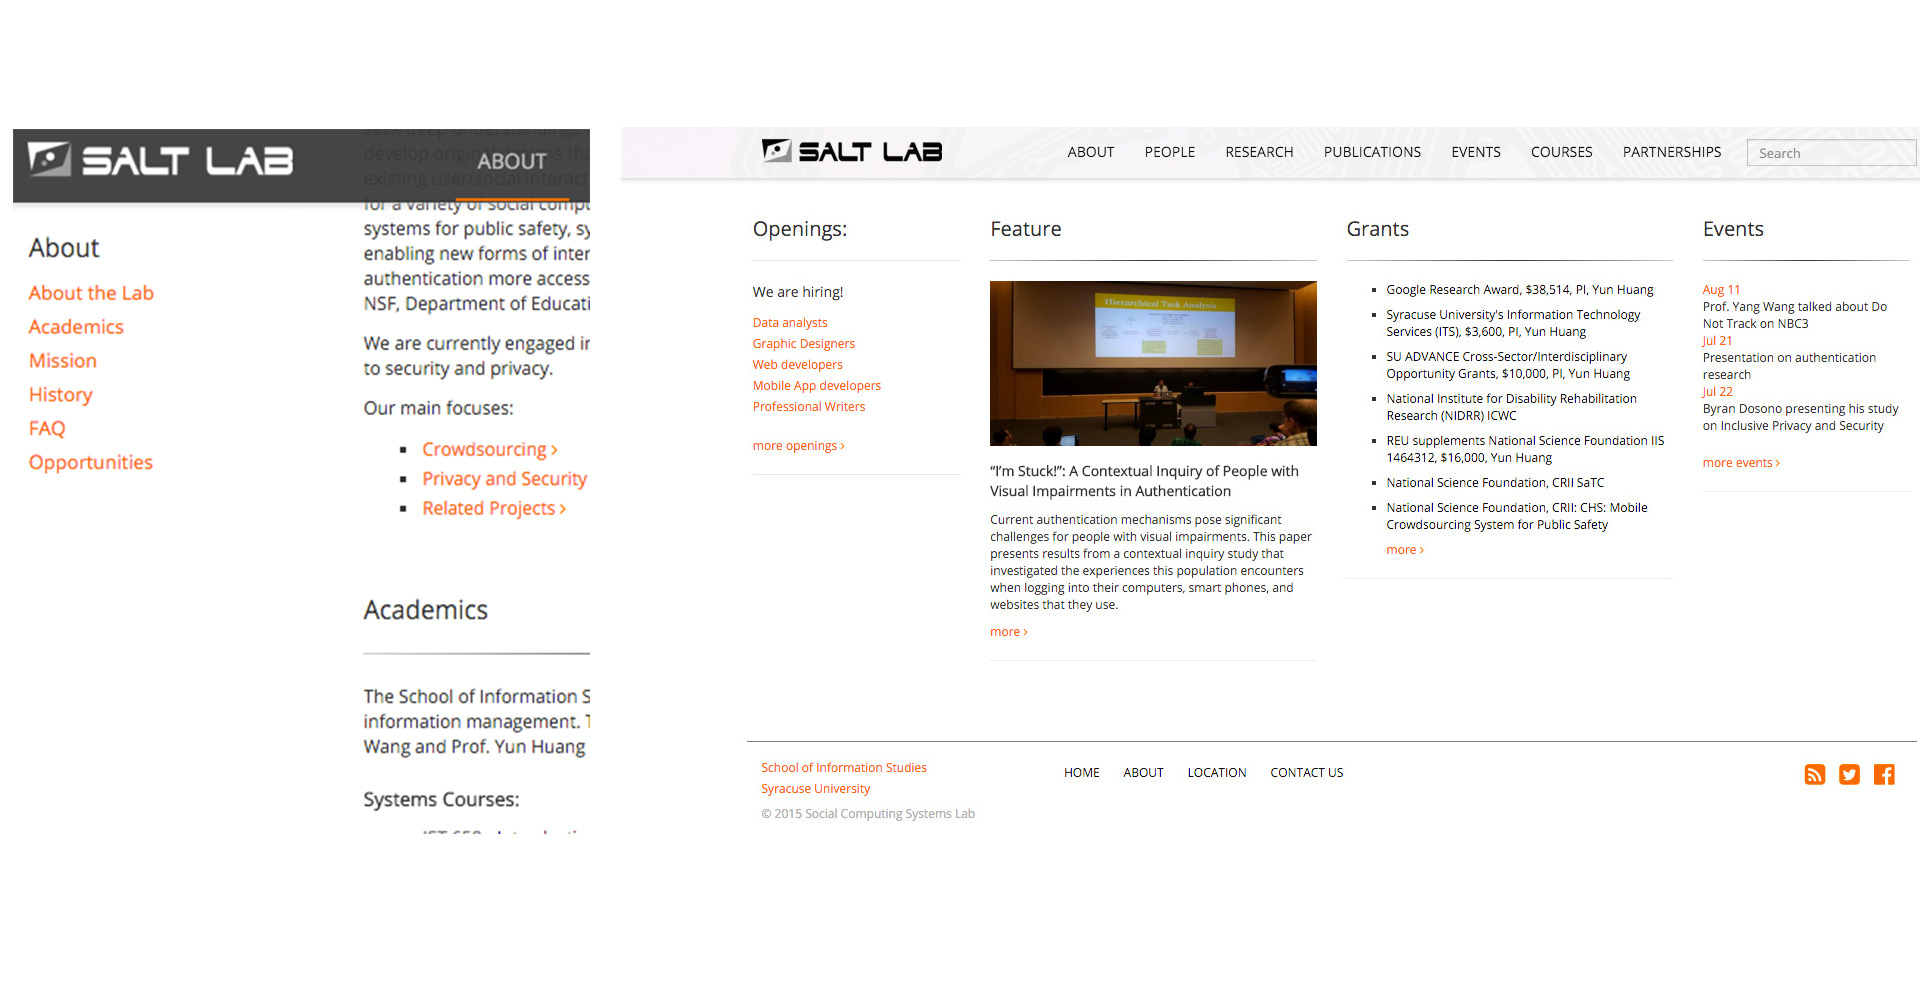 SALT LAB
ABOUT
seek deep understandings
develop original designs tha
existing user/social interact
for a variety of social compu
systems for public safety, sy
enabling new forms of inter
authentication more access
NSF, Department of Educati
We are currently engaged ir
to security and privacy.
Our main focuses:
Crowdsourcing >
Privacy and Security
Related Projects >
About
About the Lab
Academics
Mission
History
FAQ
Opportunities
Academics
The School of Information S
information management. T
Wang and Prof. Yun Huang
Systems Courses:
SALT LAB
ABOUT PEOPLE RESEARCH PUBLICATIONS EVENTS COURSES PARTNERSHIPS Search
Openings:
We are hiring!
Data analysts
Graphic Designers
Web developers
Mobile App developers
Professional Writers
more openings >
Feature
Hierarchical Task Analysis
“I’m Stuck!”: A Contextual Inquiry of People with
Visual Impairments in Authentication
Current authentication mechanisms pose significant
challenges for people with visual impairments. This paper
presents results from a contextual inquiry study that
investigated the experiences this population encounters
when logging into their computers, smart phones, and
websites that they use.
more >
Grants
Google Research Award, $38,514, PI, Yun Huang
Syracuse University's Information Technology
Services (ITS), $3,600, PI, Yun Huang
SU ADVANCE Cross-Sector/Interdisciplinary
Opportunity Grants, $10,000, PI, Yun Huang
National Institute for Disability Rehabilitation
Research (NIDRR) ICWC
REU supplements National Science Foundation IIS
1464312, $16,000, Yun Huang
National Science Foundation, CRII SaTC
National Science Foundation, CRII: CHS: Mobile
Crowdsourcing System for Public Safety
more >
Events
Aug 11
Prof. Yang Wang talked about Do
Not Track on NBC3
Jul 21
Presentation on authentication
research
Jul 22
Byran Dosono presenting his study
on Inclusive Privacy and Security
more events >
School of Information Studies
Syracuse University
© 2015 Social Computing Systems Lab
HOME ABOUT LOCATION CONTACT US